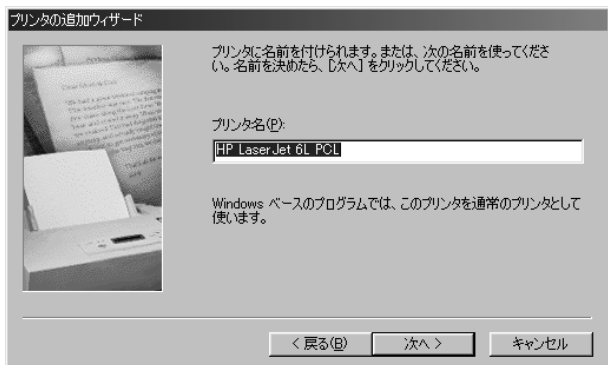 プリンタの追加ウィザード
プリンタに名前を付けられます。または、次の名前を使ってくださ
い。名前を決めたら、[次へ] をクリックしてください。
プリンタ名(P):
HP LaserJet 6L PCL
Windows ベースのプログラムでは、このプリンタを通常のプリンタとして
使います。
< 戻る(B)
次へ >
キャンセル